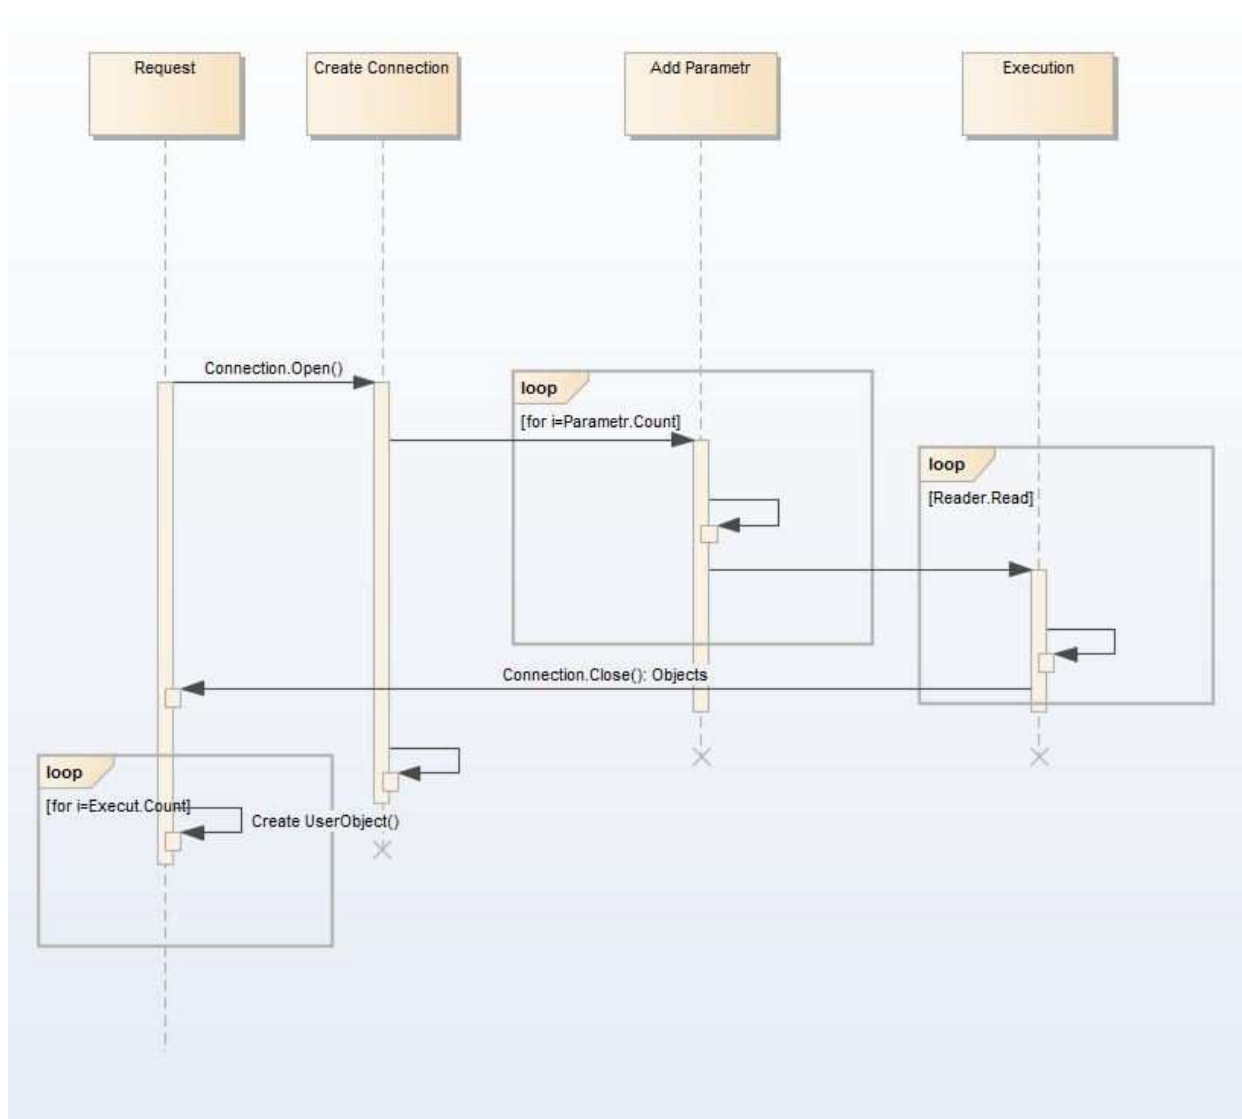 Request
Create Connection
Add Parametr
Execution
Connection.Open()
loop
[for i=Parametr.Count]
loop
[Reader.Read]
Connection.Close(): Objects
loop
[for i=Execut.Count]
Create UserObject()